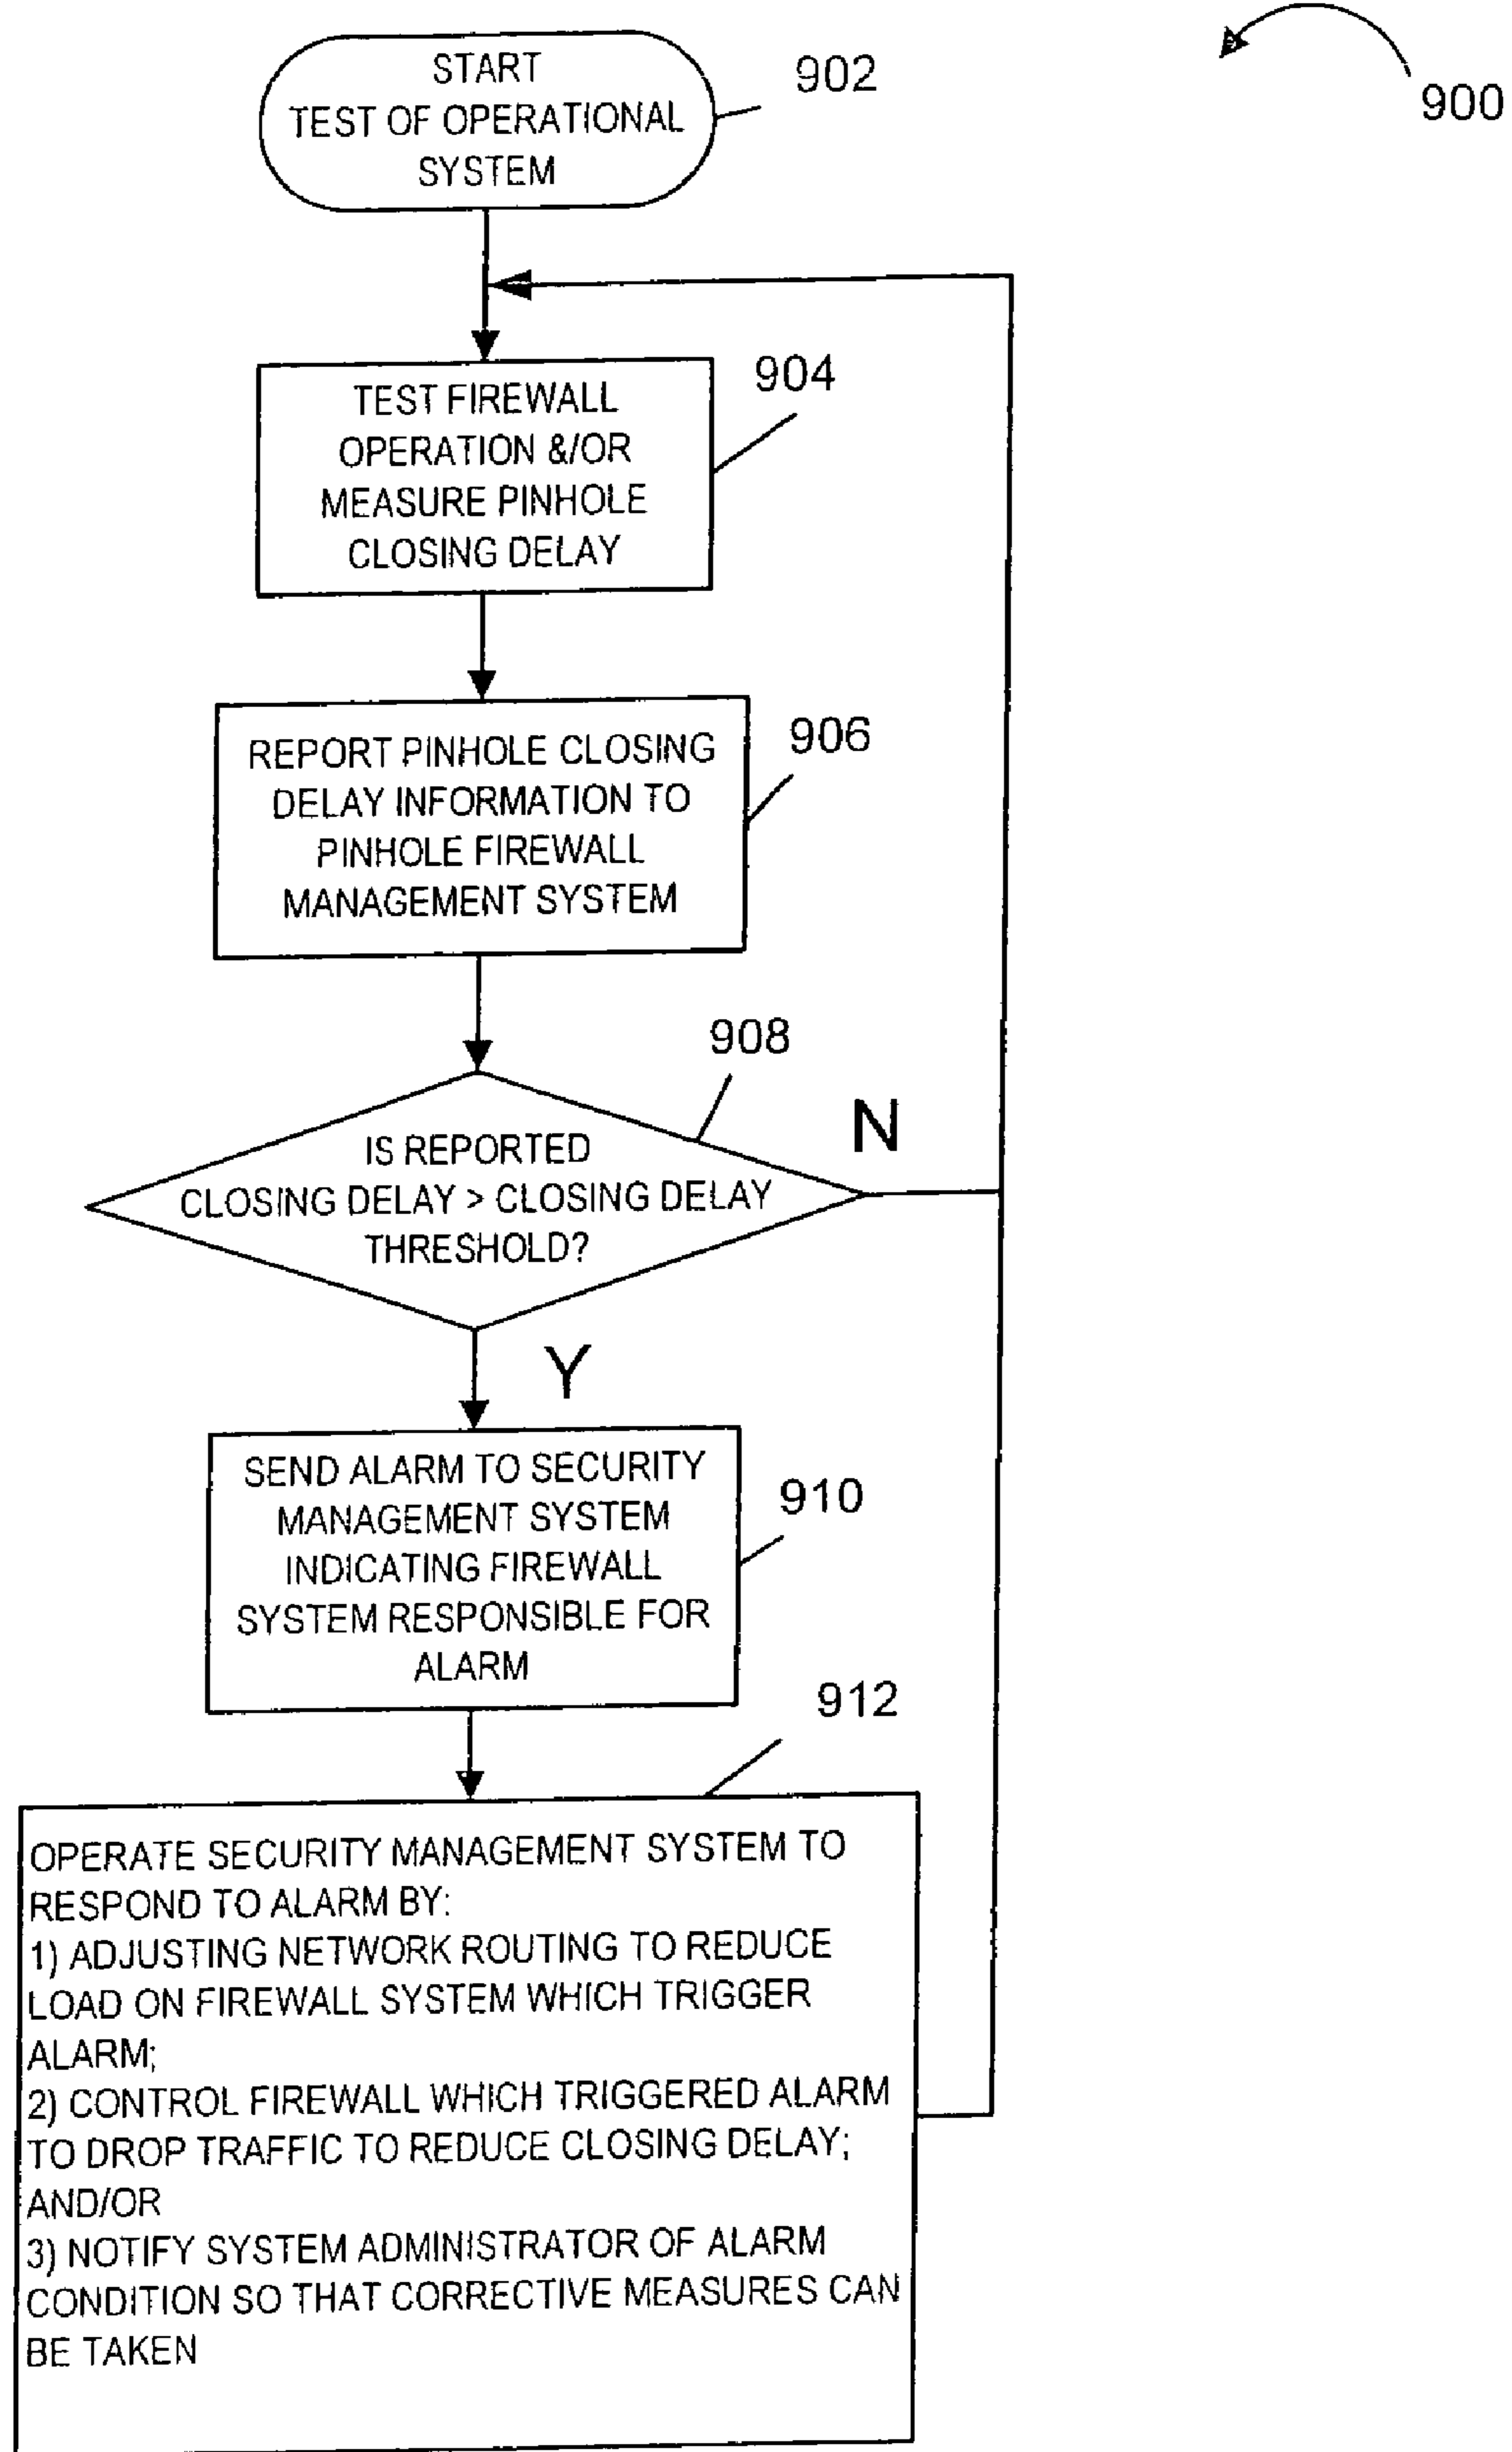 START
TEST OF OPERATIONAL
SYSTEM
902
900
TEST FIREWALL
OPERATION &/OR
MEASURE PINHOLE
CLOSING DELAY
904
REPORT PINHOLE CLOSING
DELAY INFORMATION TO
PINHOLE FIREWALL
MANAGEMENT SYSTEM
906
908
IS REPORTED
CLOSING DELAY > CLOSING DELAY
THRESHOLD?
N
Y
SEND ALARM TO SECURITY
MANAGEMENT SYSTEM
INDICATING FIREWALL
SYSTEM RESPONSIBLE FOR
ALARM
910
912
OPERATE SECURITY MANAGEMENT SYSTEM TO
RESPOND TO ALARM BY:
1) ADJUSTING NETWORK ROUTING TO REDUCE
LOAD ON FIREWALL SYSTEM WHICH TRIGGER
ALARM;
2) CONTROL FIREWALL WHICH TRIGGERED ALARM
TO DROP TRAFFIC TO REDUCE CLOSING DELAY;
AND/OR
3) NOTIFY SYSTEM ADMINISTRATOR OF ALARM
CONDITION SO THAT CORRECTIVE MEASURES CAN
BE TAKEN